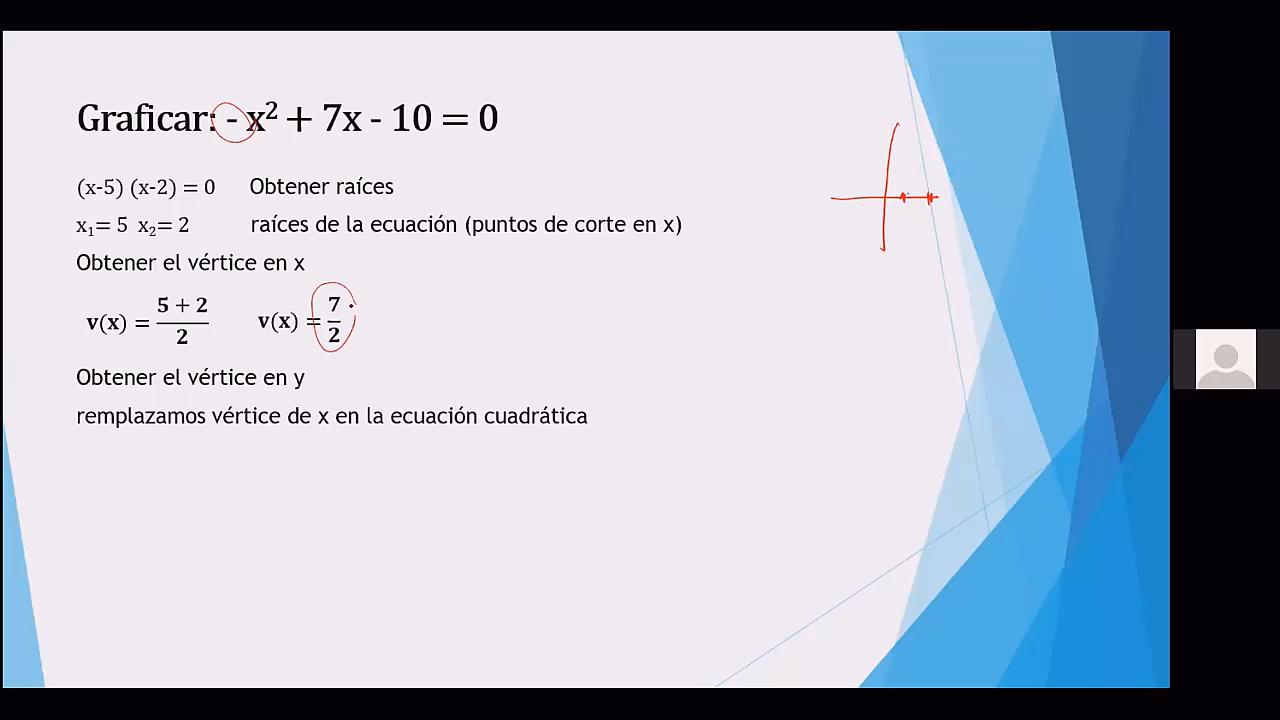 Graficar: - x² + 7x - 10 = 0
(x-5) (x-2) = 0 Obtener raíces
x₁= 5 x₂= 2 raíces de la ecuación (puntos de corte en x)
Obtener el vértice en x
v(x) = (5 + 2)/2 v(x) = 7/2
Obtener el vértice en y
remplazamos vértice de x en la ecuación cuadrática